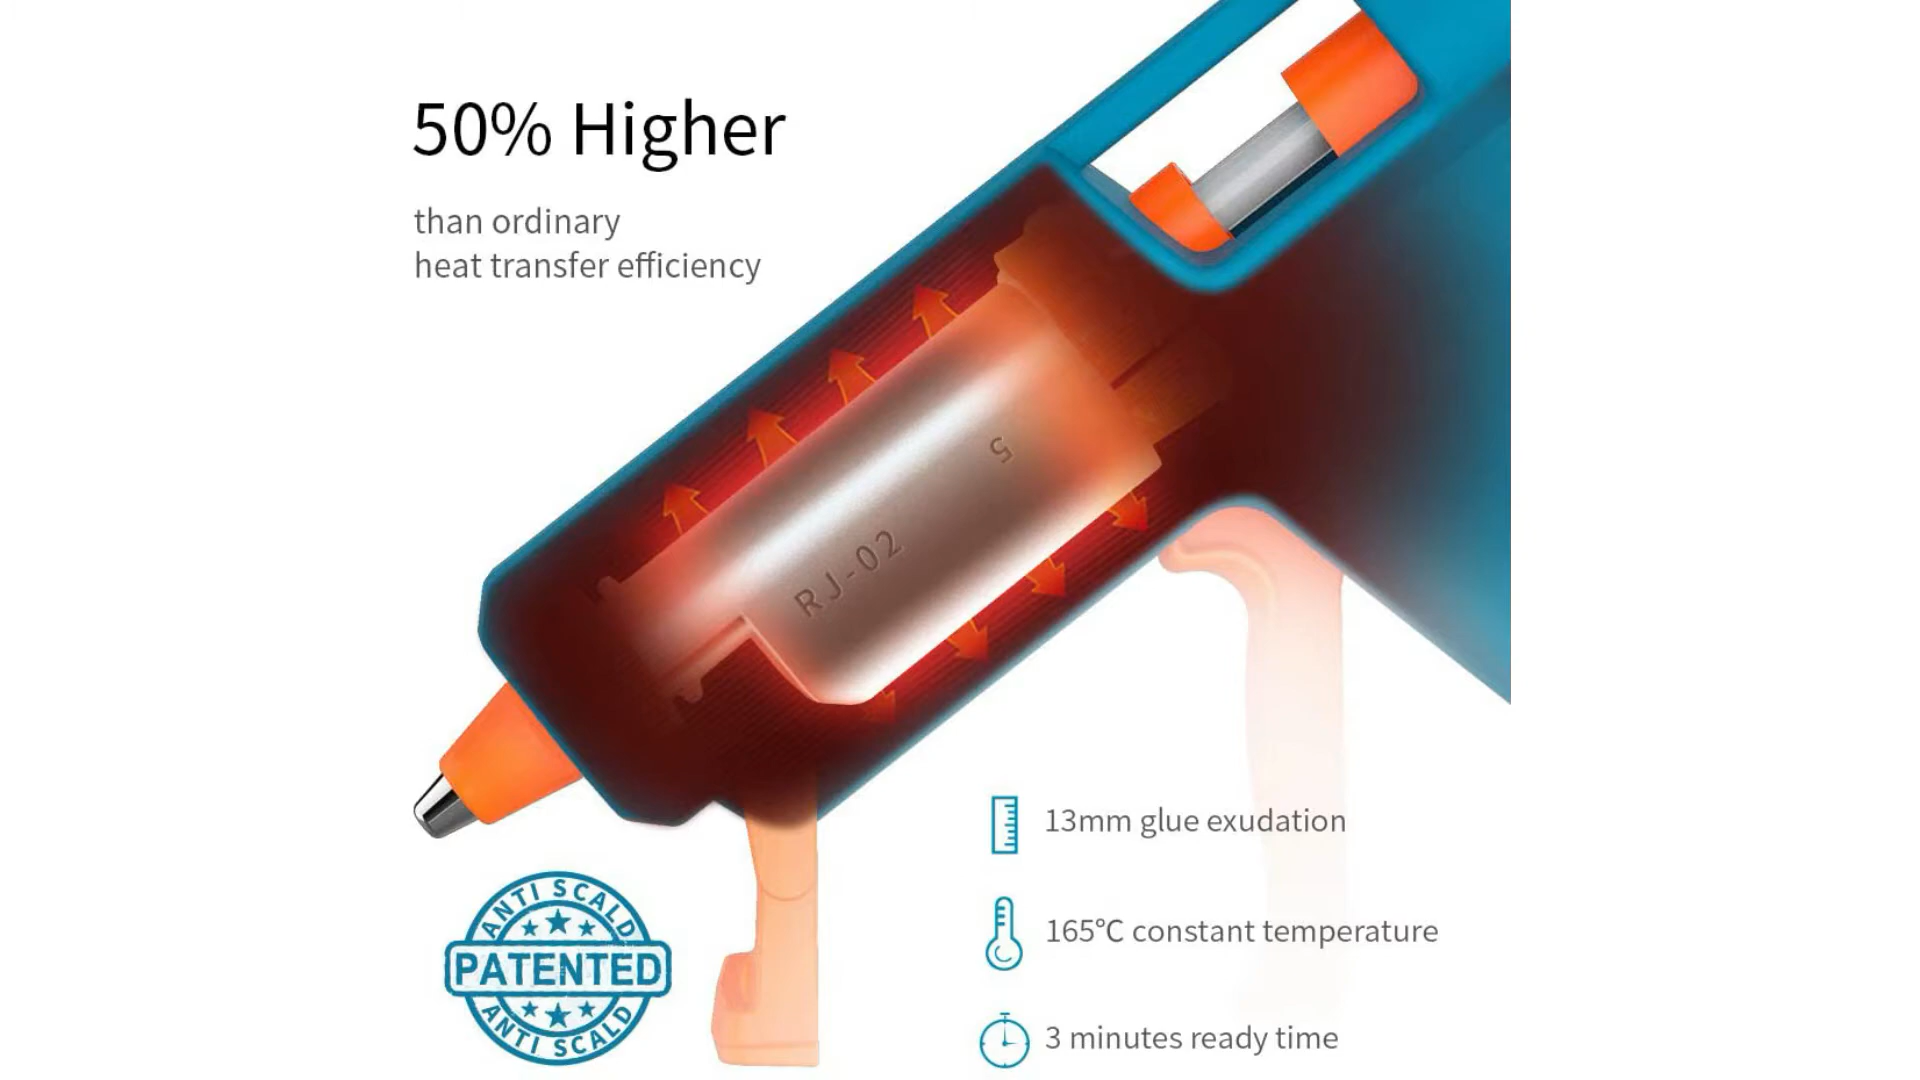 50% Higher
than ordinary
heat transfer efficiency
5
RJ-02
13mm glue exudation
165℃ constant temperature
3 minutes ready time
ANTI SCALD
PATENTED
ANTI SCALD